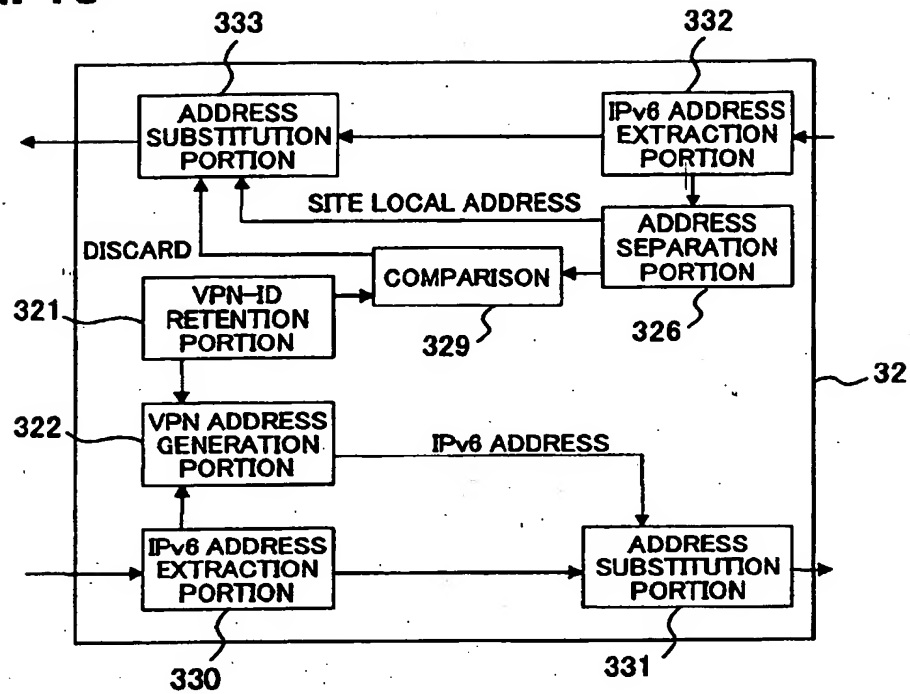 333
332
ADDRESS
SUBSTITUTION
PORTION
IPv6 ADDRESS
EXTRACTION
PORTION
SITE LOCAL ADDRESS
ADDRESS
SEPARATION
PORTION
DISCARD
COMPARISON
321
VPN-ID
RETENTION
PORTION
329
326
32
322
VPN ADDRESS
GENERATION
PORTION
IPv6 ADDRESS
IPv6 ADDRESS
EXTRACTION
PORTION
ADDRESS
SUBSTITUTION
PORTION
330
331